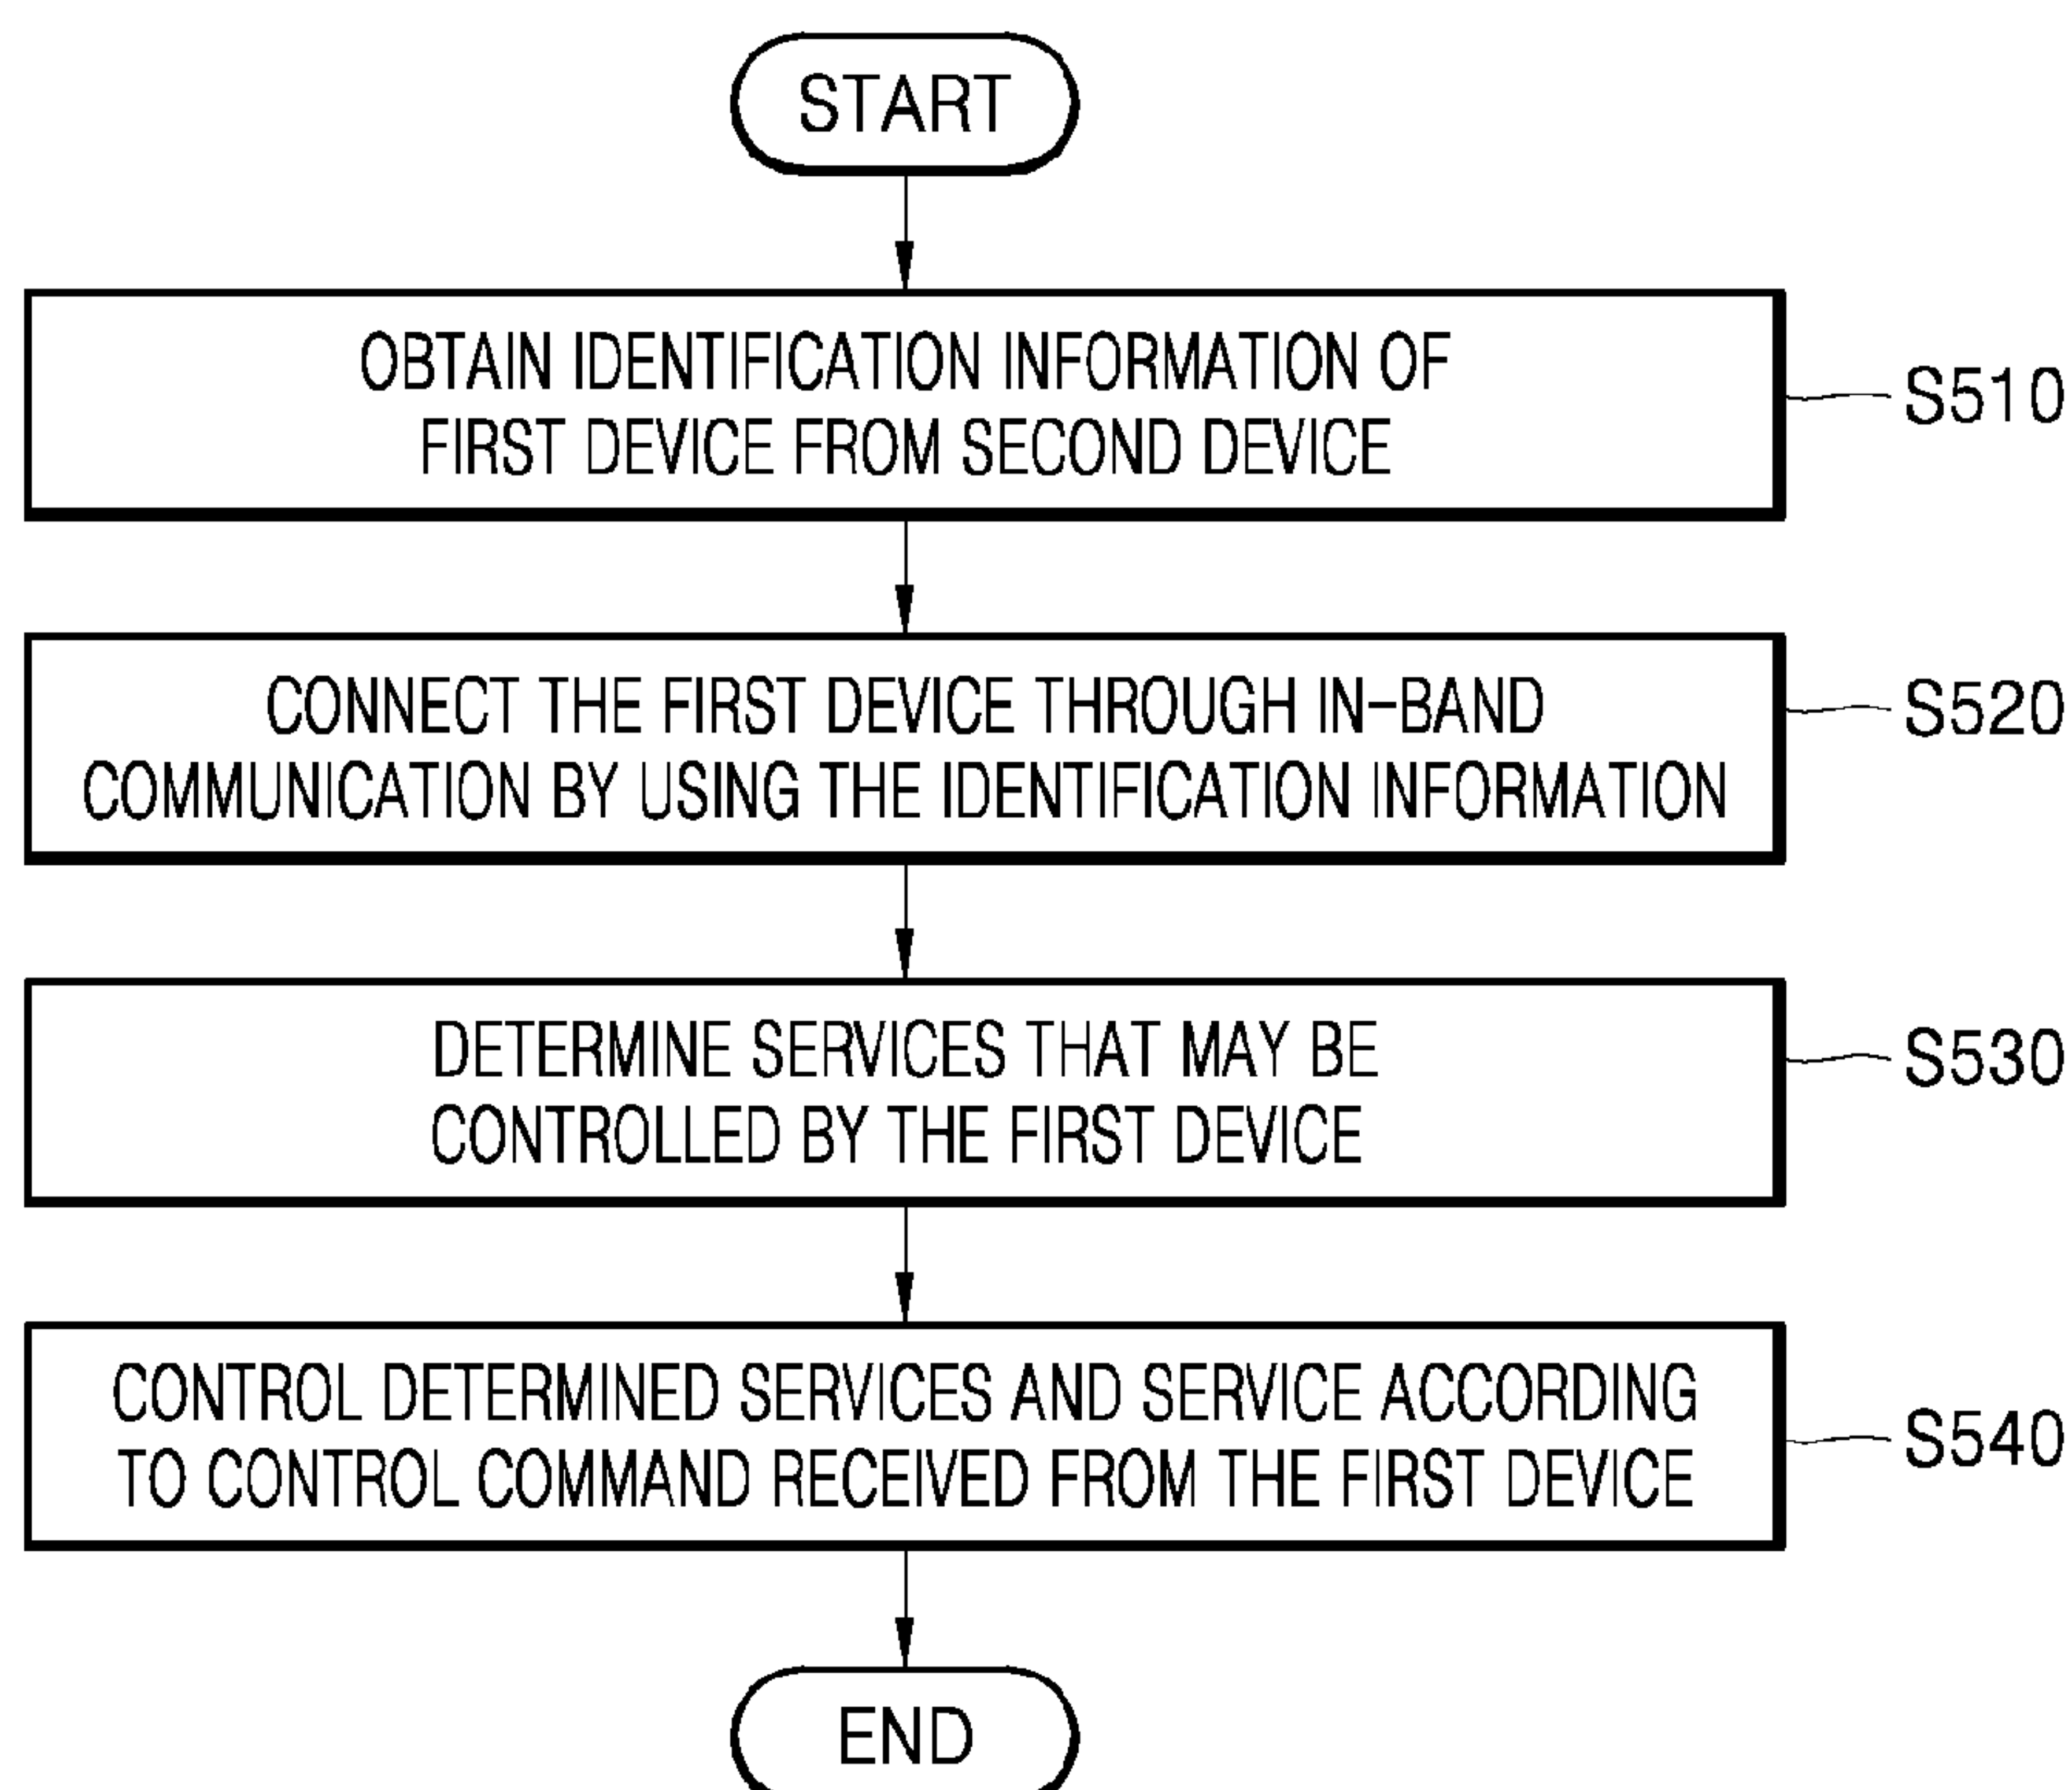 START
OBTAIN IDENTIFICATION INFORMATION OF
FIRST DEVICE FROM SECOND DEVICE
S510
CONNECT THE FIRST DEVICE THROUGH IN-BAND
COMMUNICATION BY USING THE IDENTIFICATION INFORMATION
S520
DETERMINE SERVICES THAT MAY BE
CONTROLLED BY THE FIRST DEVICE
S530
CONTROL DETERMINED SERVICES AND SERVICE ACCORDING
TO CONTROL COMMAND RECEIVED FROM THE FIRST DEVICE
S540
END